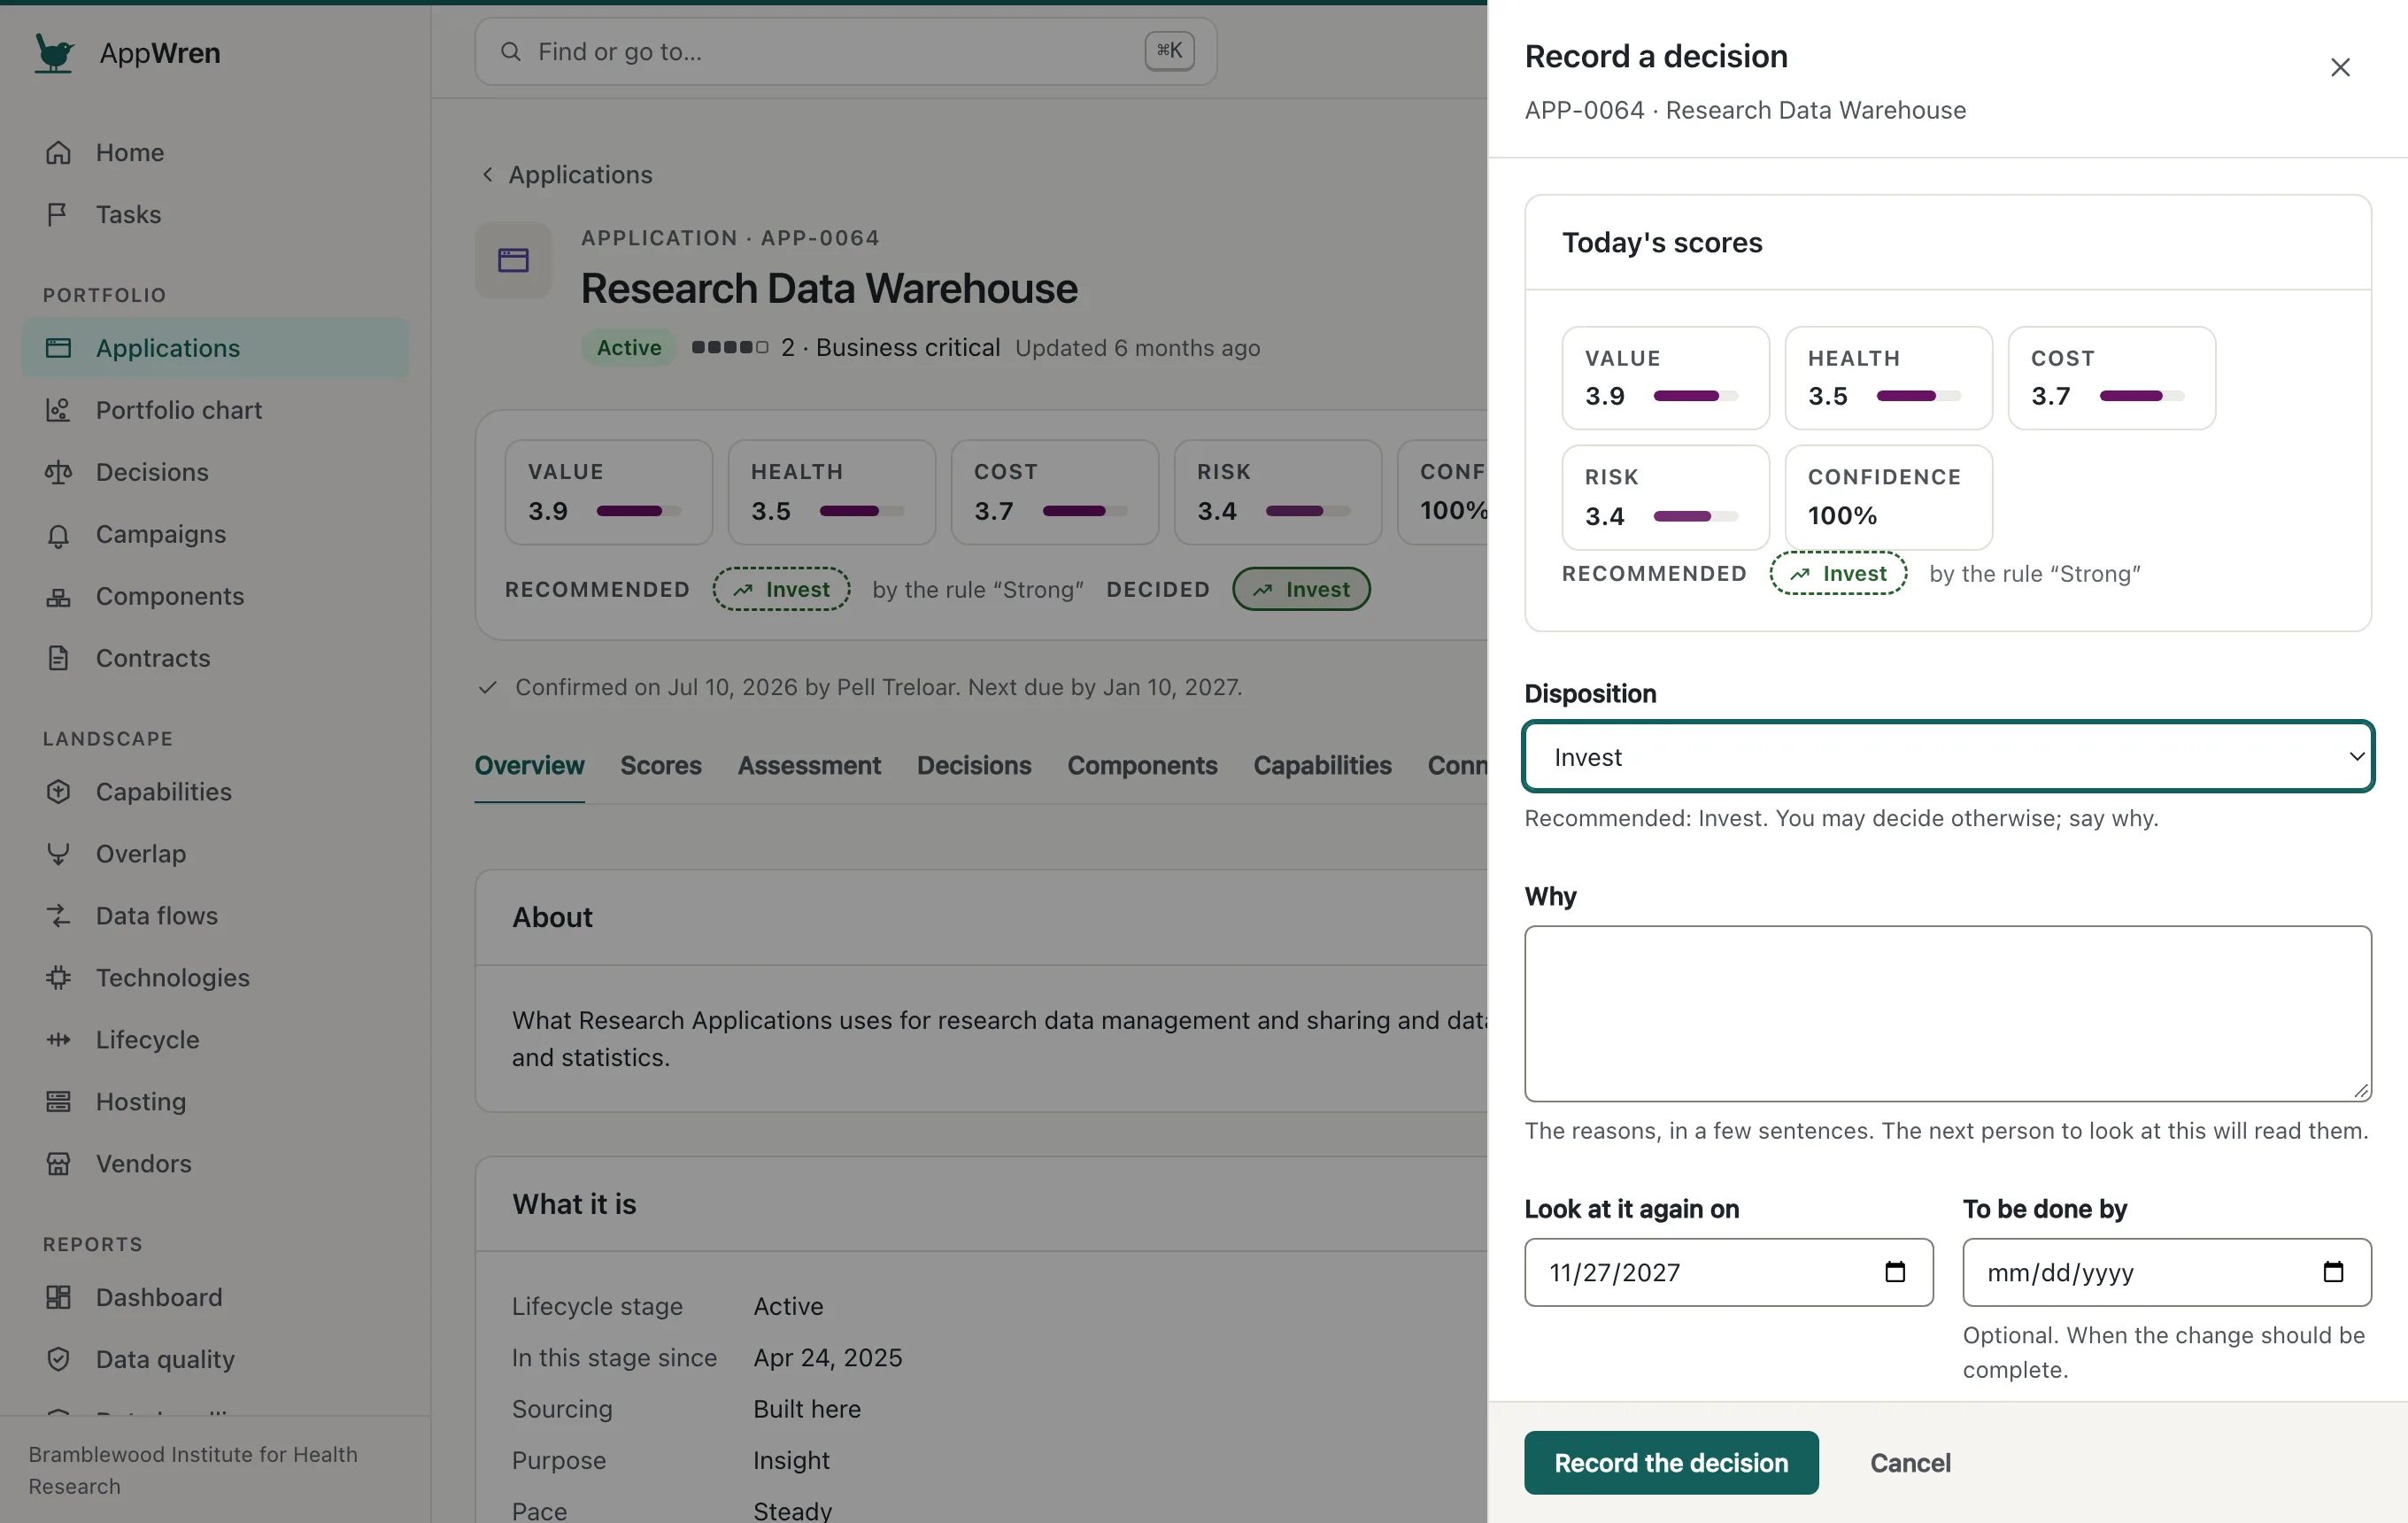 AppWren
Find or go to...
⌘K
Home
Tasks
PORTFOLIO
Applications
Portfolio chart
Decisions
Campaigns
Components
Contracts
LANDSCAPE
Capabilities
Overlap
Data flows
Technologies
Lifecycle
Hosting
Vendors
REPORTS
Dashboard
Data quality
Bramblewood Institute for Health
Research
Applications
APPLICATION · APP-0064
Research Data Warehouse
Active 2 · Business critical Updated 6 months ago
VALUE HEALTH COST RISK CONF
3.9 3.5 3.7 3.4 100%
RECOMMENDED Invest by the rule “Strong” DECIDED Invest
Confirmed on Jul 10, 2026 by Pell Treloar. Next due by Jan 10, 2027.
Overview Scores Assessment Decisions Components Capabilities Conn
About
What Research Applications uses for research data management and sharing and data
and statistics.
What it is
Lifecycle stage Active
In this stage since Apr 24, 2025
Sourcing Built here
Purpose Insight
Pace Steady
Record a decision
APP-0064 · Research Data Warehouse
Today's scores
VALUE HEALTH COST
3.9 3.5 3.7
RISK CONFIDENCE
3.4 100%
RECOMMENDED Invest by the rule “Strong”
Disposition
Invest
Recommended: Invest. You may decide otherwise; say why.
Why
The reasons, in a few sentences. The next person to look at this will read them.
Look at it again on To be done by
11/27/2027 mm/dd/yyyy
Optional. When the change should be
complete.
Record the decision Cancel